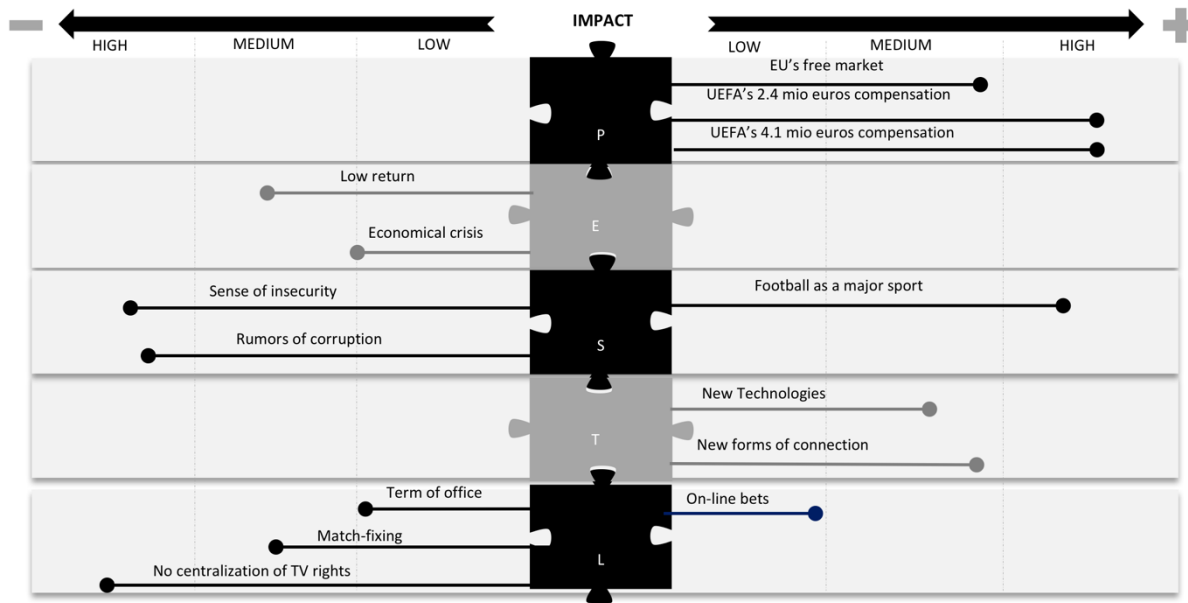 IMPACT
HIGH MEDIUM LOW LOW MEDIUM HIGH
EU's free market
UEFA's 2.4 mio euros compensation
P
UEFA's 4.1 mio euros compensation
Low return
E
Economical crisis
Sense of insecurity
Football as a major sport
Rumors of corruption
S
New Technologies
T
New forms of connection
Term of office
On-line bets
Match-fixing
L
No centralization of TV rights